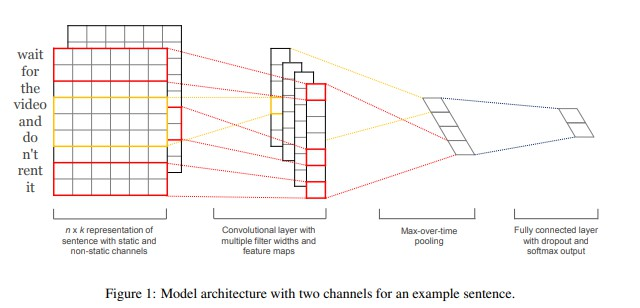 wait
for
the
video
and
do
n't
rent
it
n x k representation of
sentence with static and
non-static channels
Convolutional layer with
multiple filter widths and
feature maps
Max-over-time
pooling
Fully connected layer
with dropout and
softmax output
Figure 1: Model architecture with two channels for an example sentence.